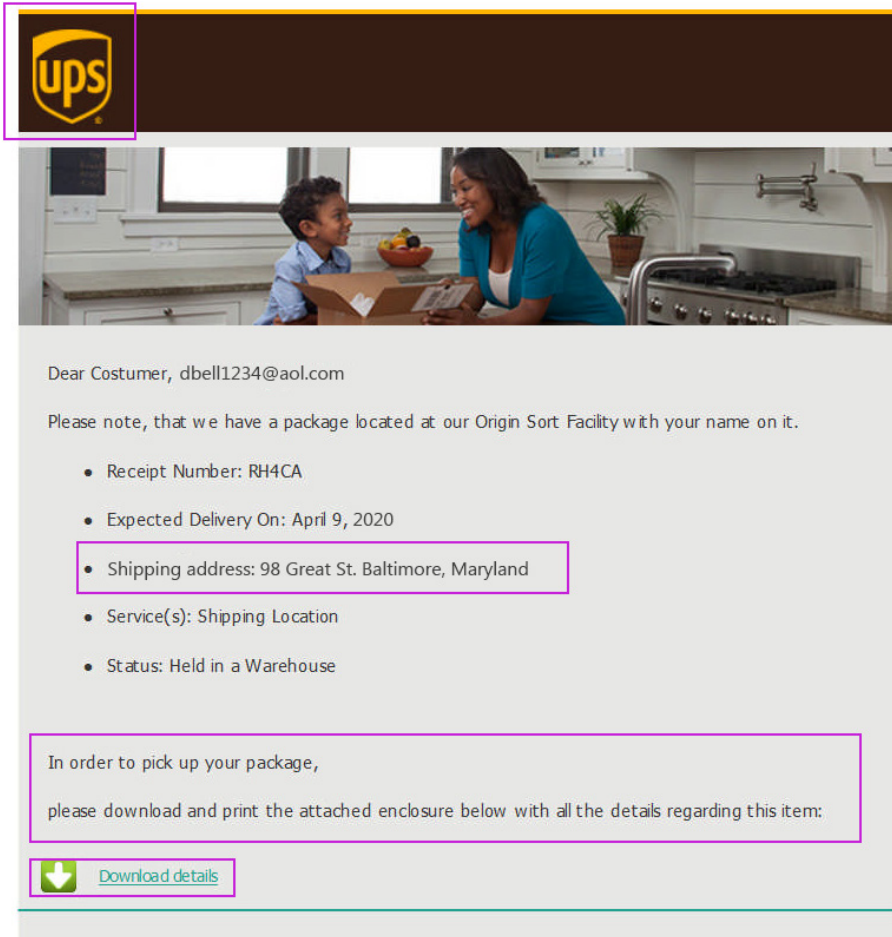 ups
Dear Costumer, dbell1234@aol.com
Please note, that we have a package located at our Origin Sort Facility with your name on it.
• Receipt Number: RH4CA
• Expected Delivery On: April 9, 2020
• Shipping address: 98 Great St. Baltimore, Maryland
• Service(s): Shipping Location
• Status: Held in a Warehouse
In order to pick up your package,
please download and print the attached enclosure below with all the details regarding this item:
Download details